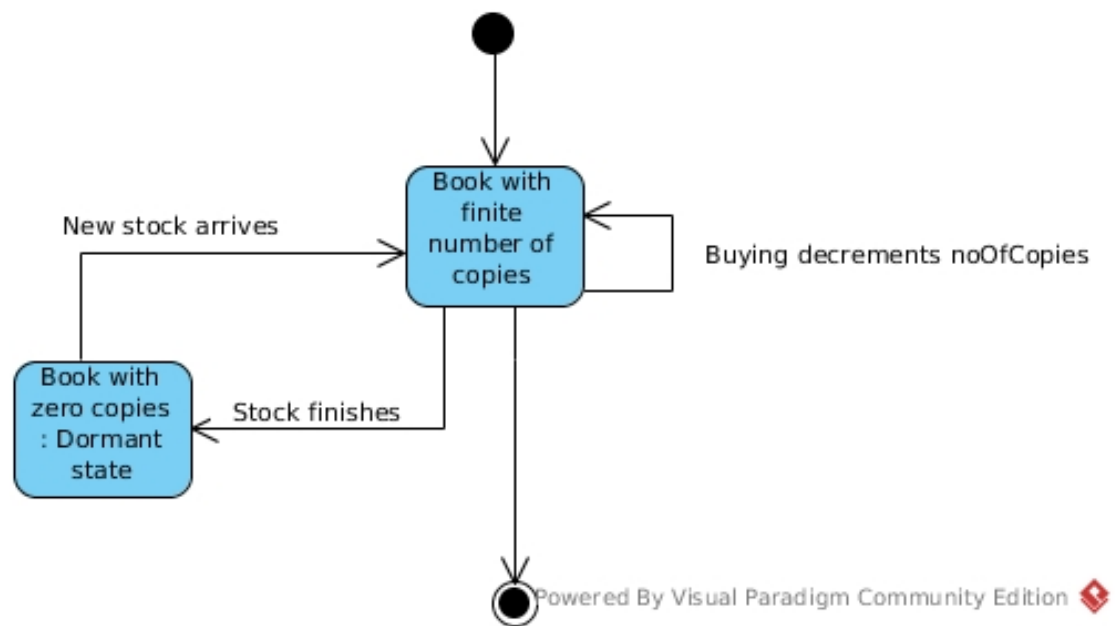 Book with
finite
number of
copies
New stock arrives
Buying decrements noOfCopies
Book with
zero copies
: Dormant
state
Stock finishes
Powered By Visual Paradigm Community Edition